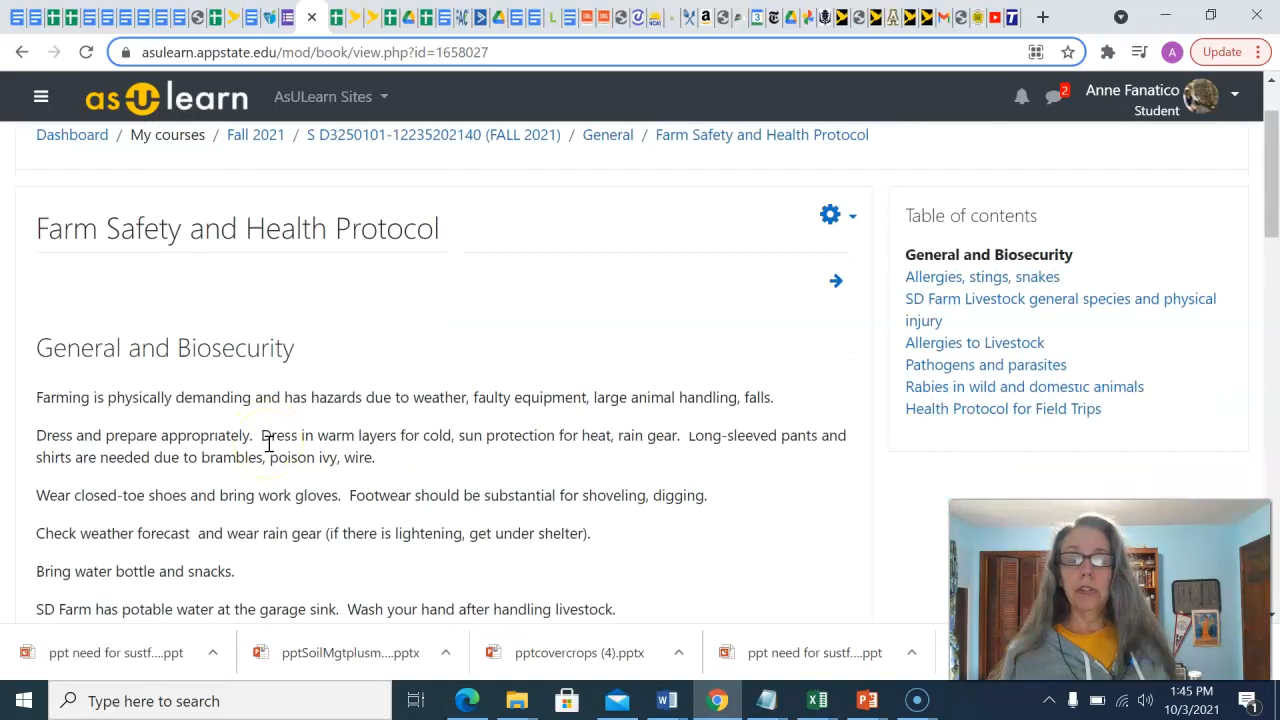 asulearn.appstate.edu/mod/book/view.php?id=1658027
Update
asUlearn
AsULearn Sites
2
Anne Fanatico
Student
Dashboard / My courses / Fall 2021 / S D3250101-12235202140 (FALL 2021) / General / Farm Safety and Health Protocol
Farm Safety and Health Protocol
General and Biosecurity
Farming is physically demanding and has hazards due to weather, faulty equipment, large animal handling, falls.
Dress and prepare appropriately. Dress in warm layers for cold, sun protection for heat, rain gear. Long-sleeved pants and
shirts are needed due to brambles, poison ivy, wire.
Wear closed-toe shoes and bring work gloves. Footwear should be substantial for shoveling, digging.
Check weather forecast and wear rain gear (if there is lightening, get under shelter).
Bring water bottle and snacks.
SD Farm has potable water at the garage sink. Wash your hand after handling livestock.
Table of contents
General and Biosecurity
Allergies, stings, snakes
SD Farm Livestock general species and physical
injury
Allergies to Livestock
Pathogens and parasites
Rabies in wild and domestic animals
Health Protocol for Field Trips
ppt need for sustf....ppt
pptSoilMgtplusm....pptx
pptcovercrops (4).pptx
ppt need for sustf....ppt
Type here to search
1:45 PM
10/3/2021
1